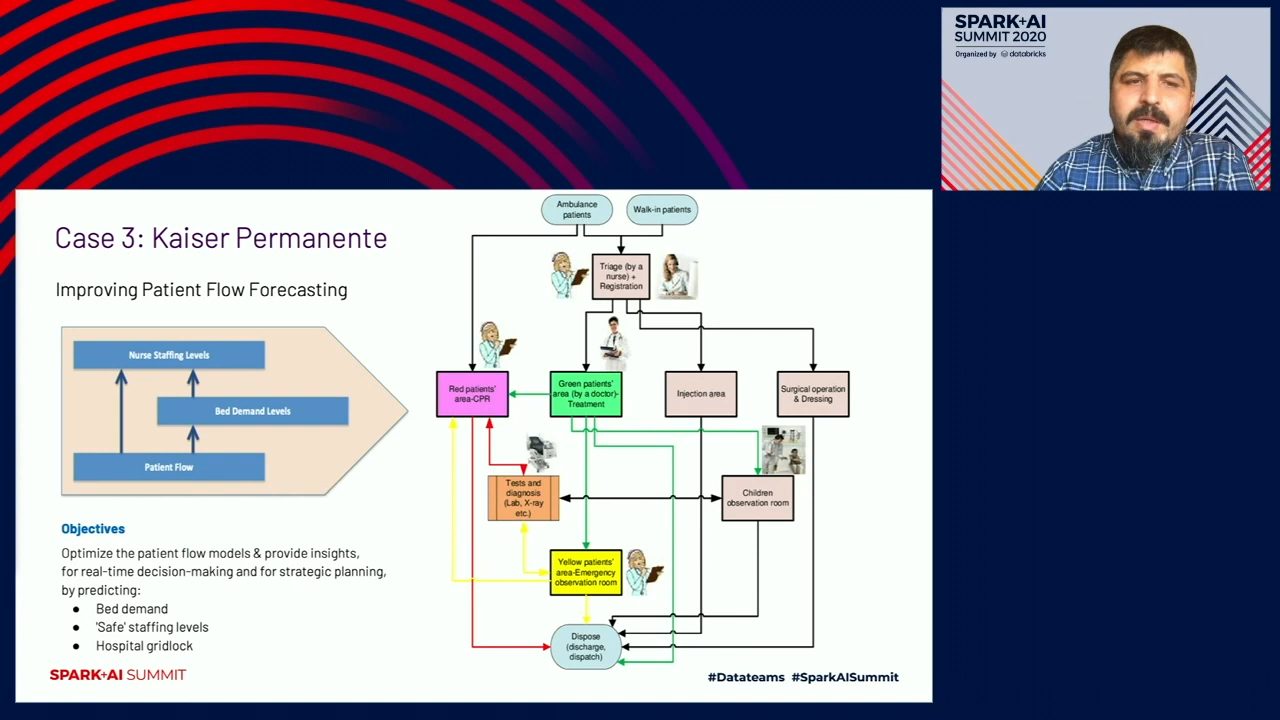 SPARK+AI
SUMMIT 2020
Organized by databricks
Case 3: Kaiser Permanente
Improving Patient Flow Forecasting
Nurse Staffing Levels
Bed Demand Levels
Patient Flow
Objectives
Optimize the patient flow models & provide insights,
for real-time decision-making and for strategic planning,
by predicting:
● Bed demand
● 'Safe' staffing levels
● Hospital gridlock
Ambulance
patients
Walk-in patients
Triage (by a
nurse) +
Registration
Red patients'
area-CPR
Green patients'
area (by a doctor)-
Treatment
Injection area
Surgical operation
& Dressing
Tests and
diagnosis
(Lab, X-ray
etc.)
Children
observation room
Yellow patients'
area-Emergency
observation room
Dispose
(discharge,
dispatch)
SPARK+AI SUMMIT
#Datateams #SparkAISummit